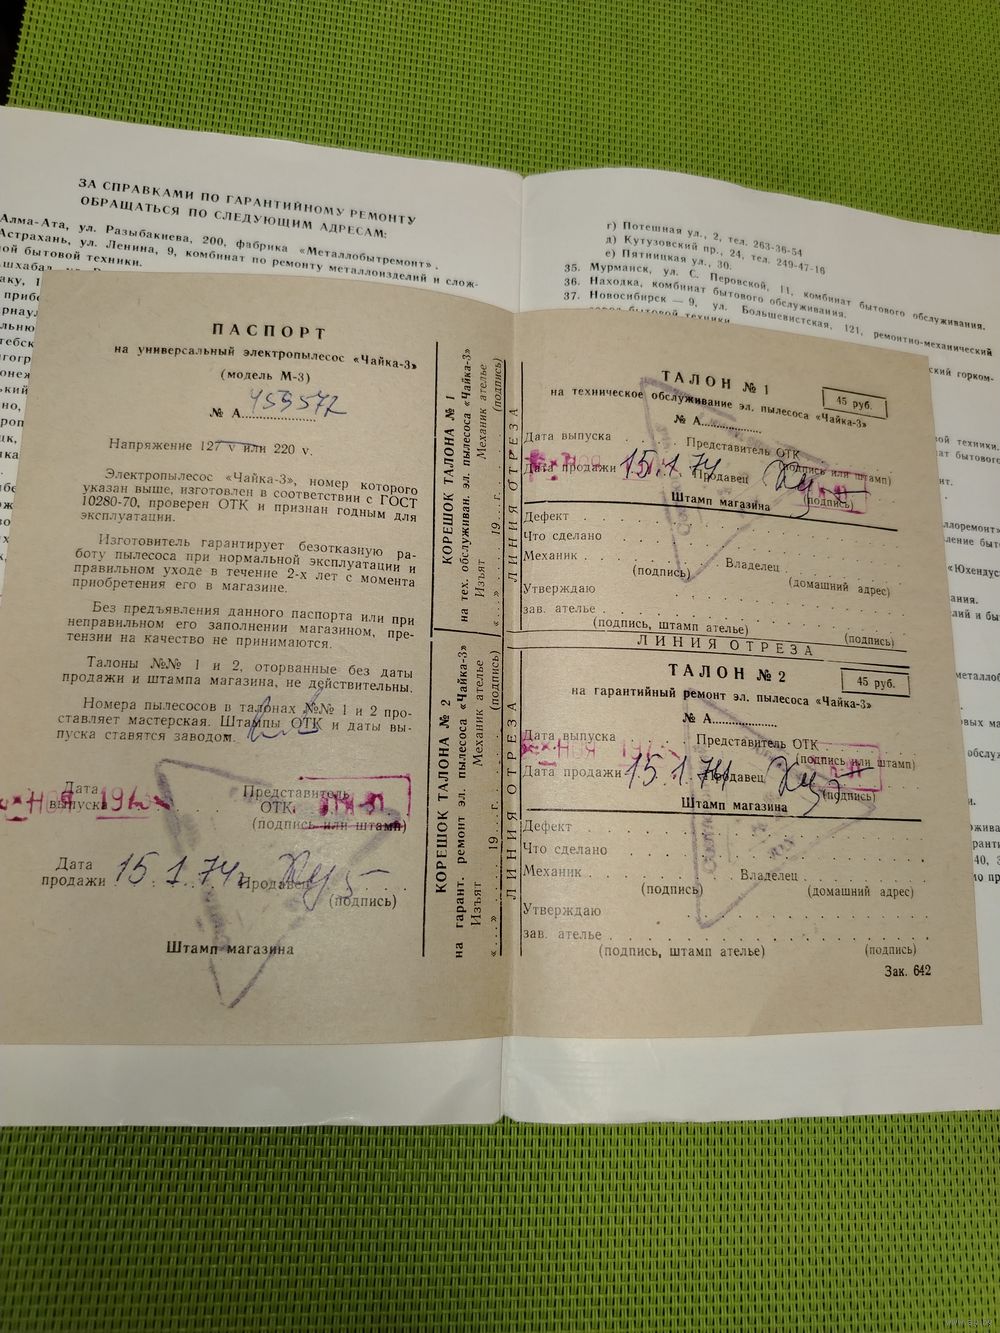 ЗА СПРАВКАМИ ПО ГАРАНТИЙНОМУ РЕМОНТУ
ОБРАЩАТЬСЯ ПО СЛЕДУЮЩИМ АДРЕСАМ:
Алма-Ата, ул. Разыбакиева, 200, фабрика «Металлобытремонт».
Астрахань, ул. Ленина, 9, комбинат по ремонту металлоизделий и слож-
ной бытовой техники.
г) Потешная ул., 2, тел. 263-36-54
д) Кутузовский пр., 24, тел. 249-47-16
е) Пятницкая ул., 30.
35. Мурманск, ул. С. Перовской, 11, комбинат бытового обслуживания.
36. Находка, комбинат бытового обслуживания.
37. Новосибирск — 9, ул. Большевистская, 121, ремонтно-механический
ПАСПОРТ
на универсальный электропылесос «Чайка-3»
(модель М-3)
№ А
Напряжение 127 v или 220 v.
Электропылесос «Чайка-3», номер которого
указан выше, изготовлен в соответствии с ГОСТ
10280-70, проверен ОТК и признан годным для
эксплуатации.
Изготовитель гарантирует безотказную ра-
боту пылесоса при нормальной эксплуатации и
правильном уходе в течение 2-х лет с момента
приобретения его в магазине.
Без предъявления данного паспорта или при
неправильном его заполнении магазином, пре-
тензии на качество не принимаются.
Талоны №№ 1 и 2, оторванные без даты
продажи и штампа магазина, не действительны.
Номера пылесосов в талонах №№ 1 и 2 про-
ставляет мастерская. Штампы ОТК и даты вы-
пуска ставятся заводом.
Дата
выпуска НОЯ Представитель
ОТК
(подпись или штамп)
Дата
продажи 15.1.74 Продавец
(подпись)
Штамп магазина
КОРЕШОК ТАЛОНА № 1
на тех. обслуживан. эл. пылесоса «Чайка-3»
Изъят «...» 19 г. Механик ателье
(подпись)
ЛИНИЯ ОТРЕЗА
КОРЕШОК ТАЛОНА № 2
на гарант. ремонт эл. пылесоса «Чайка-3»
Изъят «...» 19 г. Механик ателье
(подпись)
ЛИНИЯ ОТРЕЗА
ТАЛОН № 1
45 руб.
на техническое обслуживание эл. пылесоса «Чайка-3»
№ А
Дата выпуска Представитель ОТК
(подпись или штамп)
Дата продажи 15.1.74 Продавец
(подпись)
Штамп магазина
Дефект
Что сделано
Механик Владелец
(подпись) (домашний адрес)
Утверждаю
зав. ателье
(подпись, штамп ателье) (подпись)
ЛИНИЯ ОТРЕЗА
ТАЛОН № 2
45 руб.
на гарантийный ремонт эл. пылесоса «Чайка-3»
№ А
Дата выпуска НОЯ Представитель ОТК
(подпись или штамп)
Дата продажи 15.1.74 Продавец
(подпись)
Штамп магазина
Дефект
Что сделано
Механик Владелец
(подпись) (домашний адрес)
Утверждаю
зав. ателье
(подпись, штамп ателье) (подпись)
Зак. 642